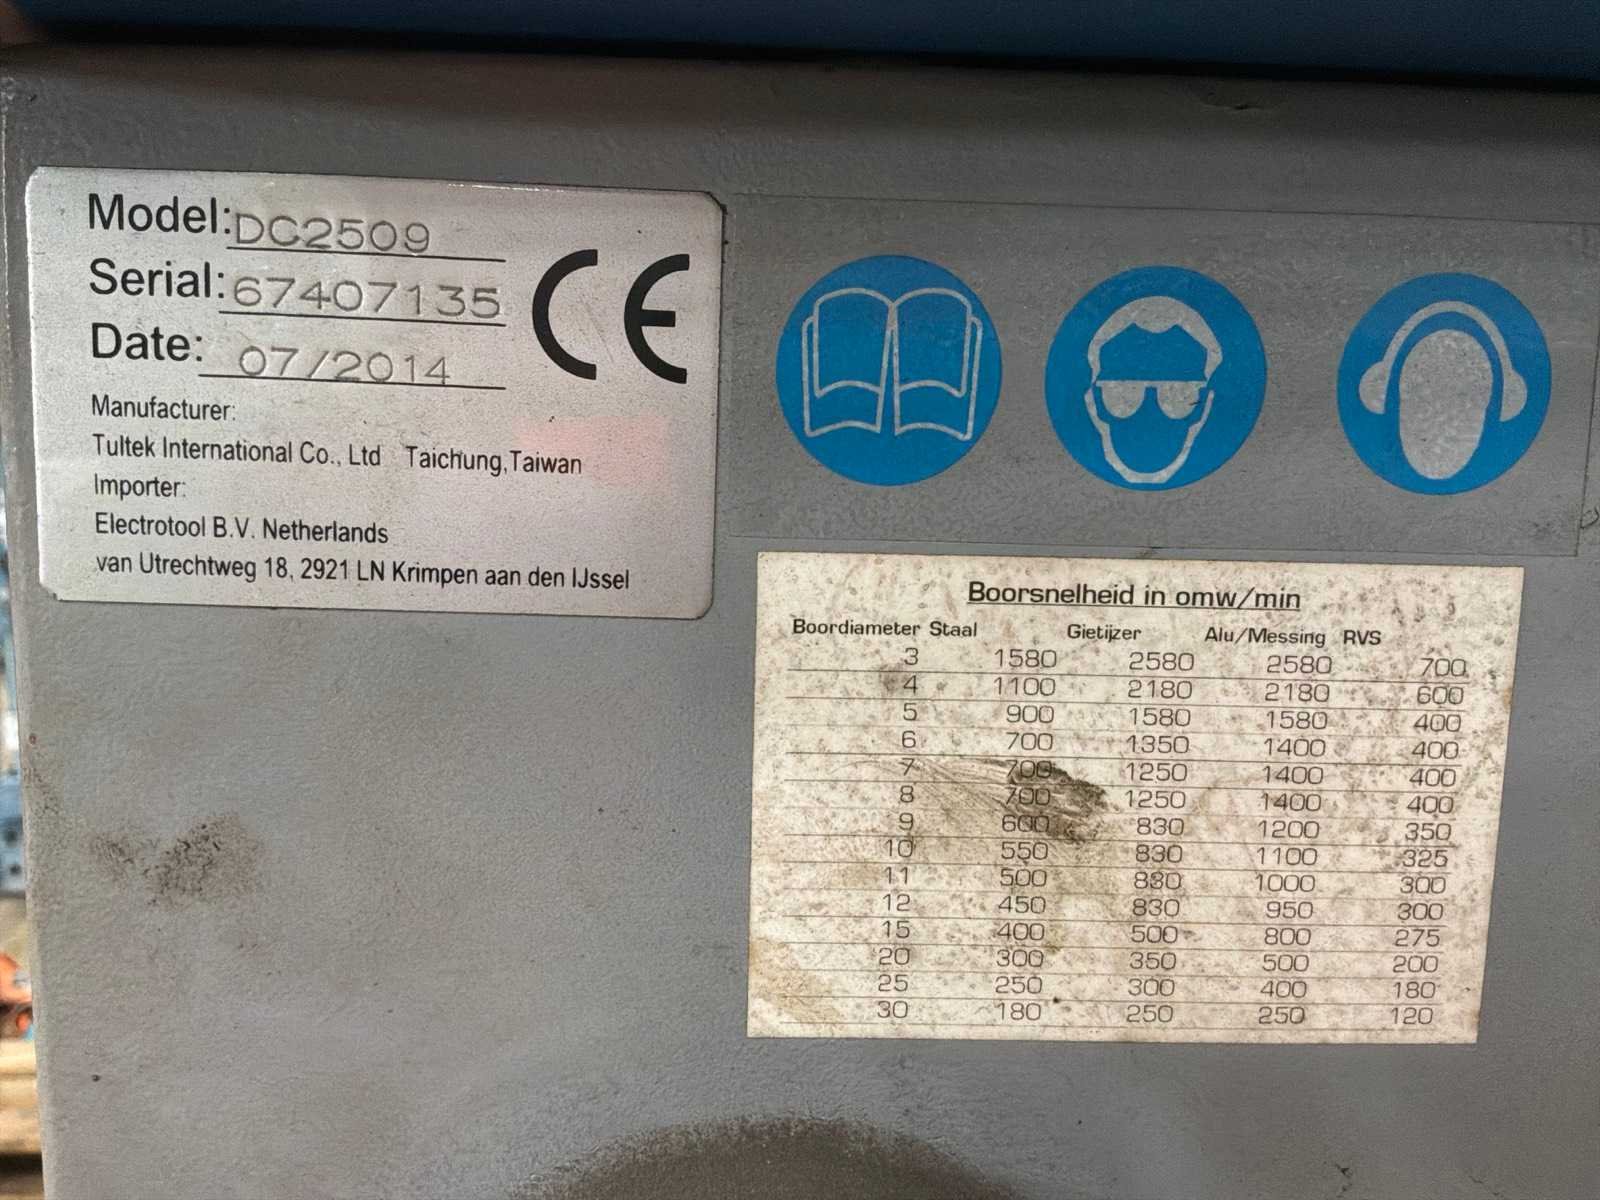 Model: DC2509
Serial: 67407135
Date: 07/2014
CE
Manufacturer:
Tultek International Co., Ltd Taichung, Taiwan
Importer:
Electrotool B.V. Netherlands
van Utrechtweg 18, 2921 LN Krimpen aan den IJssel
Boorsnelheid in omw/min
Boordiameter Staal Gietijzer Alu/Messing RVS
3 1580 2580 2580 700
4 1100 2180 2180 600
5 900 1580 1580 400
6 700 1350 1400 400
7 700 1250 1400 400
8 700 1250 1400 400
9 600 830 1200 350
10 550 830 1100 325
11 500 830 1000 300
12 450 830 950 300
15 400 500 800 275
20 300 350 500 200
25 250 300 400 180
30 180 250 250 120